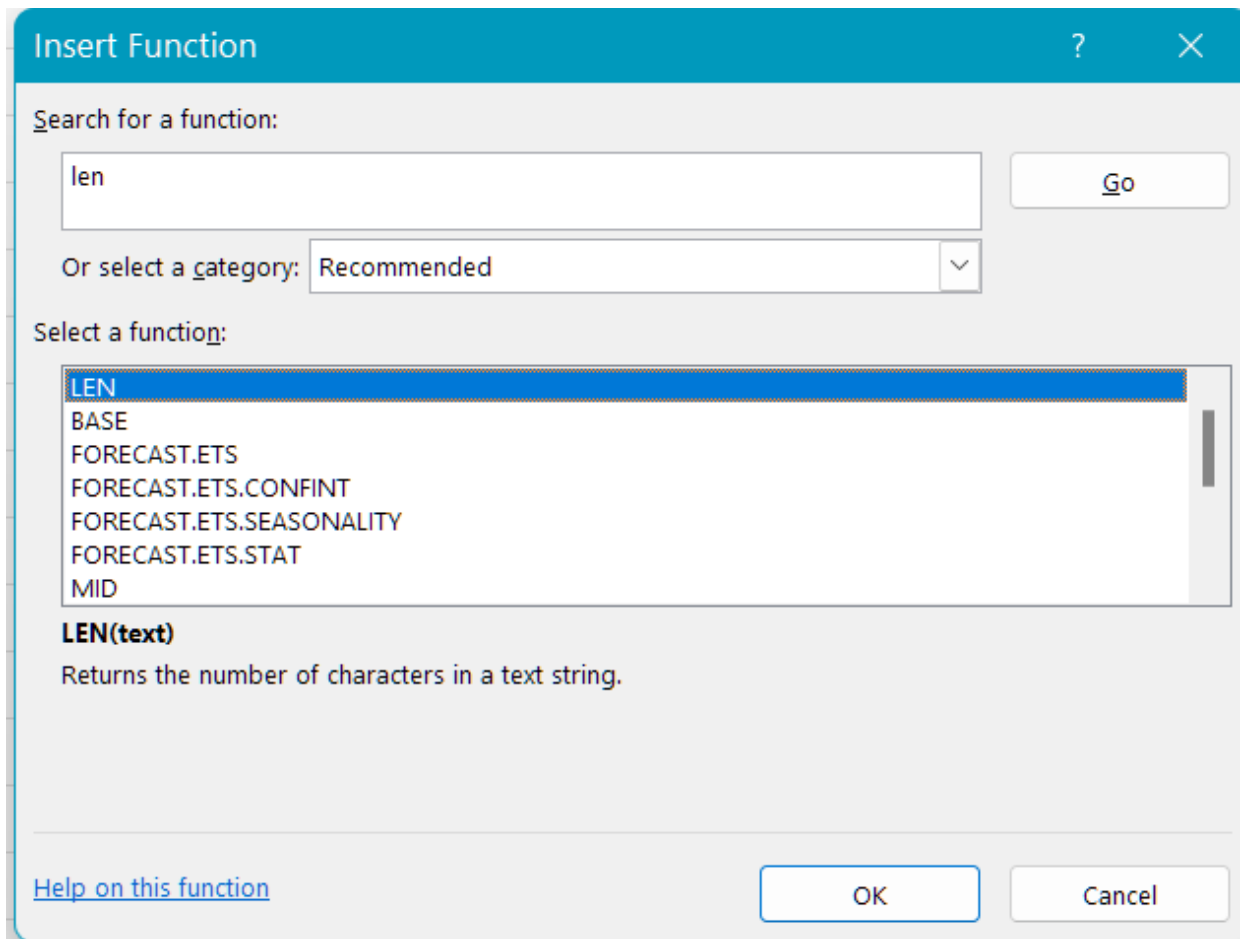 Insert Function ?
Search for a function:
len
Go
Or select a category: Recommended
Select a function:
LEN
BASE
FORECAST.ETS
FORECAST.ETS.CONFINT
FORECAST.ETS.SEASONALITY
FORECAST.ETS.STAT
MID
LEN(text)
Returns the number of characters in a text string.
Help on this function
OK
Cancel